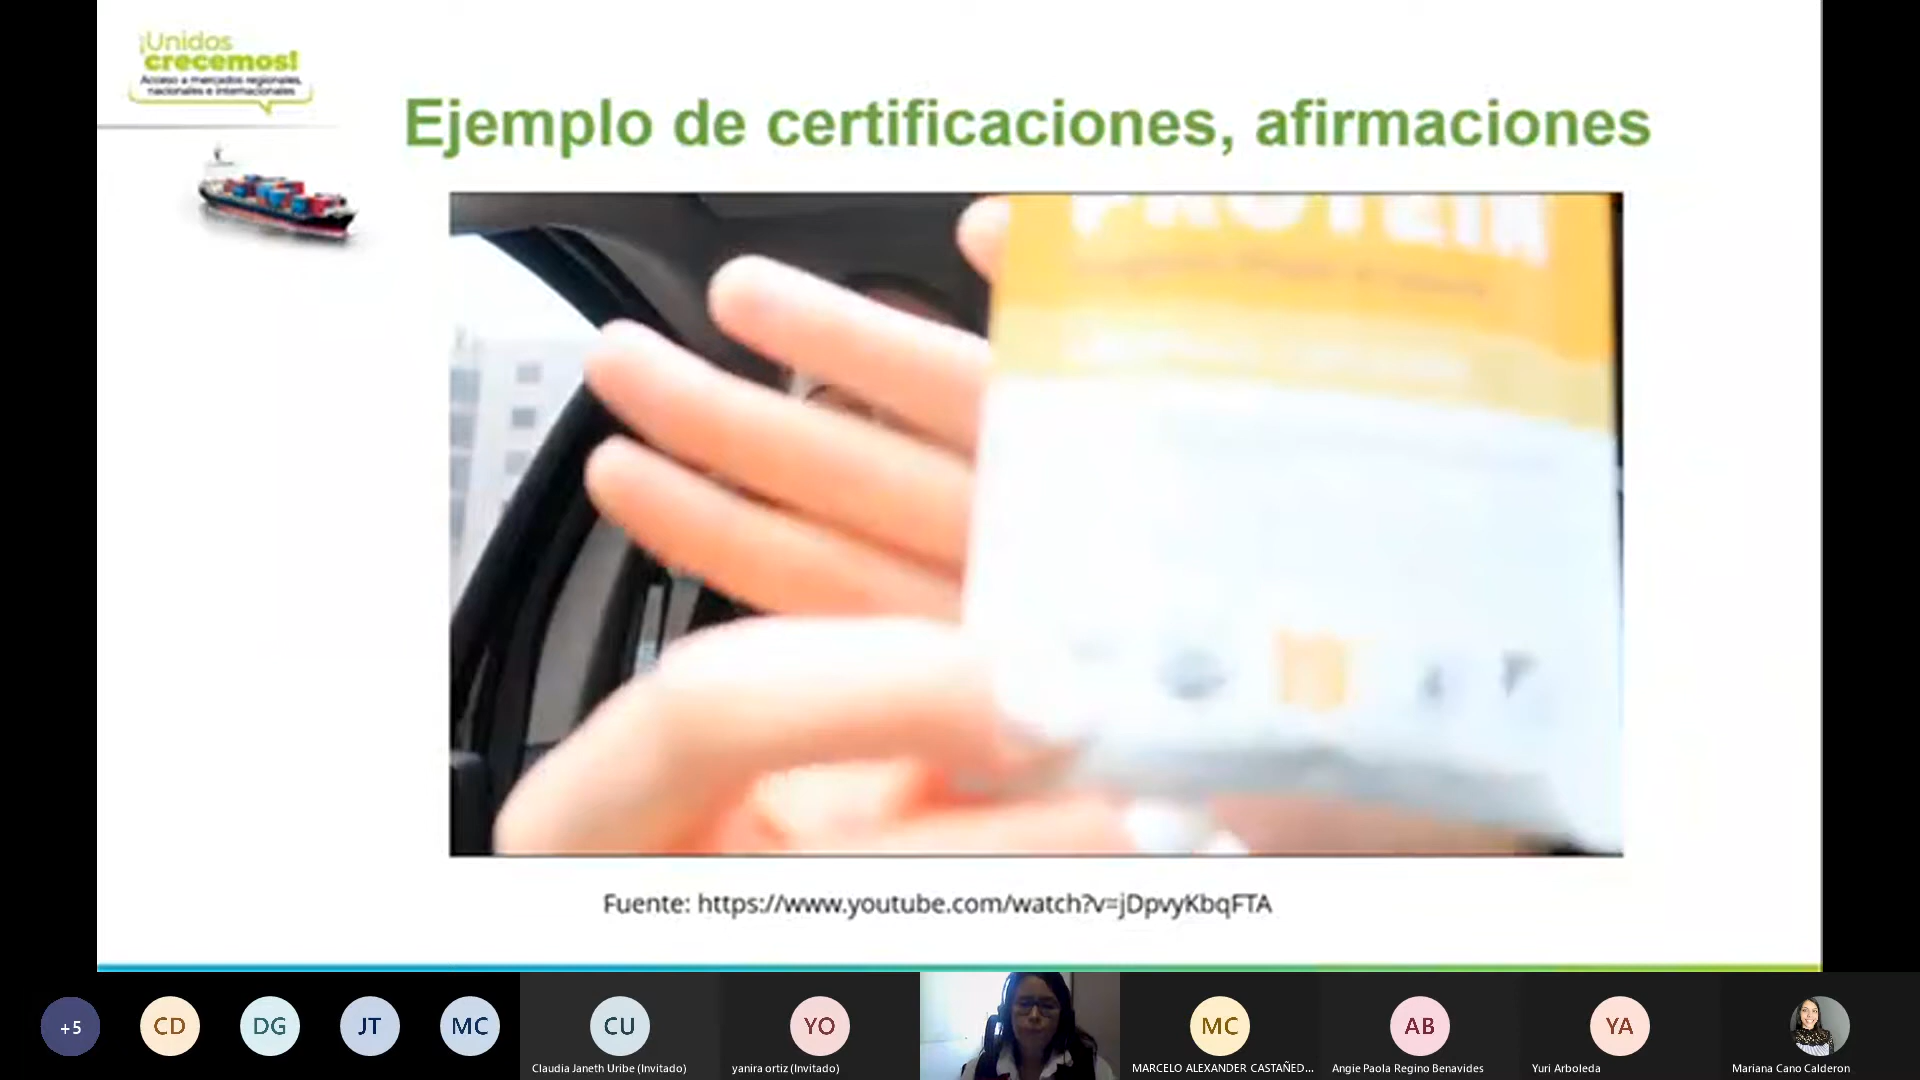 ¡Unidos
crecemos!
Acceso a mercados regionales,
nacionales e internacionales
Ejemplo de certificaciones, afirmaciones
PROTEIN
Fuente: https://www.youtube.com/watch?v=jDpvyKbqFTA
+5
CD
DG
JT
MC
CU
YO
MC
AB
YA
Claudia Janeth Uribe (Invitado)
yanira ortiz (Invitado)
MARCELO ALEXANDER CASTAÑED...
Angie Paola Regino Benavides
Yuri Arboleda
Mariana Cano Calderon